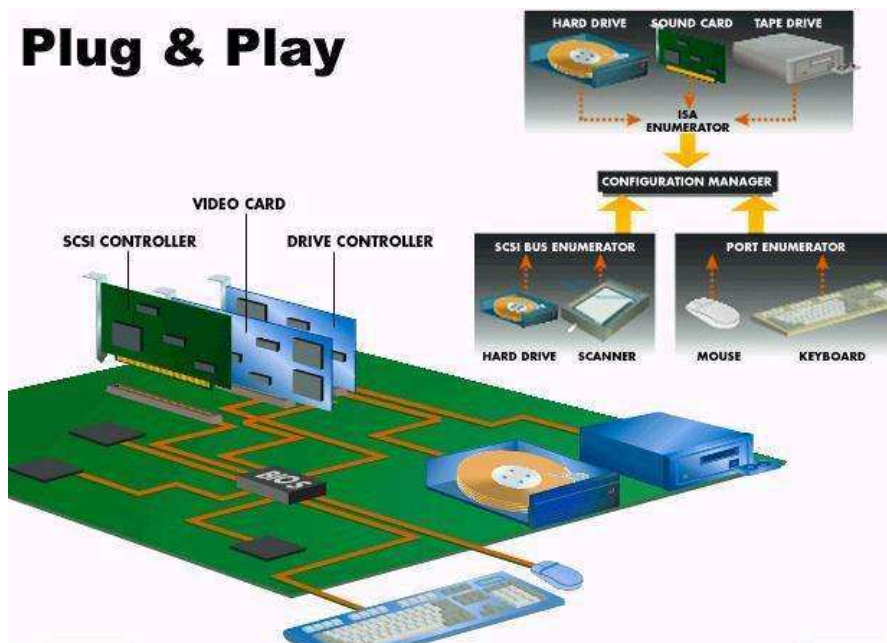 Plug & Play
HARD DRIVE
SOUND CARD
TAPE DRIVE
ISA
ENUMERATOR
CONFIGURATION MANAGER
SCSI BUS ENUMERATOR
PORT ENUMERATOR
HARD DRIVE
SCANNER
MOUSE
KEYBOARD
VIDEO CARD
SCSI CONTROLLER
DRIVE CONTROLLER
BIOS